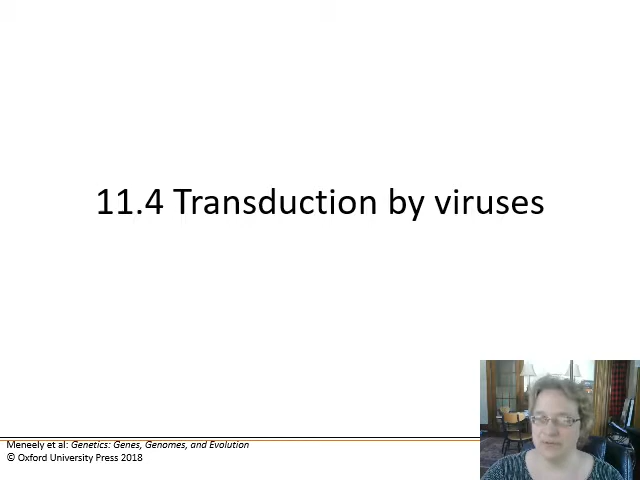 11.4 Transduction by viruses
Meneely et al: Genetics: Genes, Genomes, and Evolution
© Oxford University Press 2018